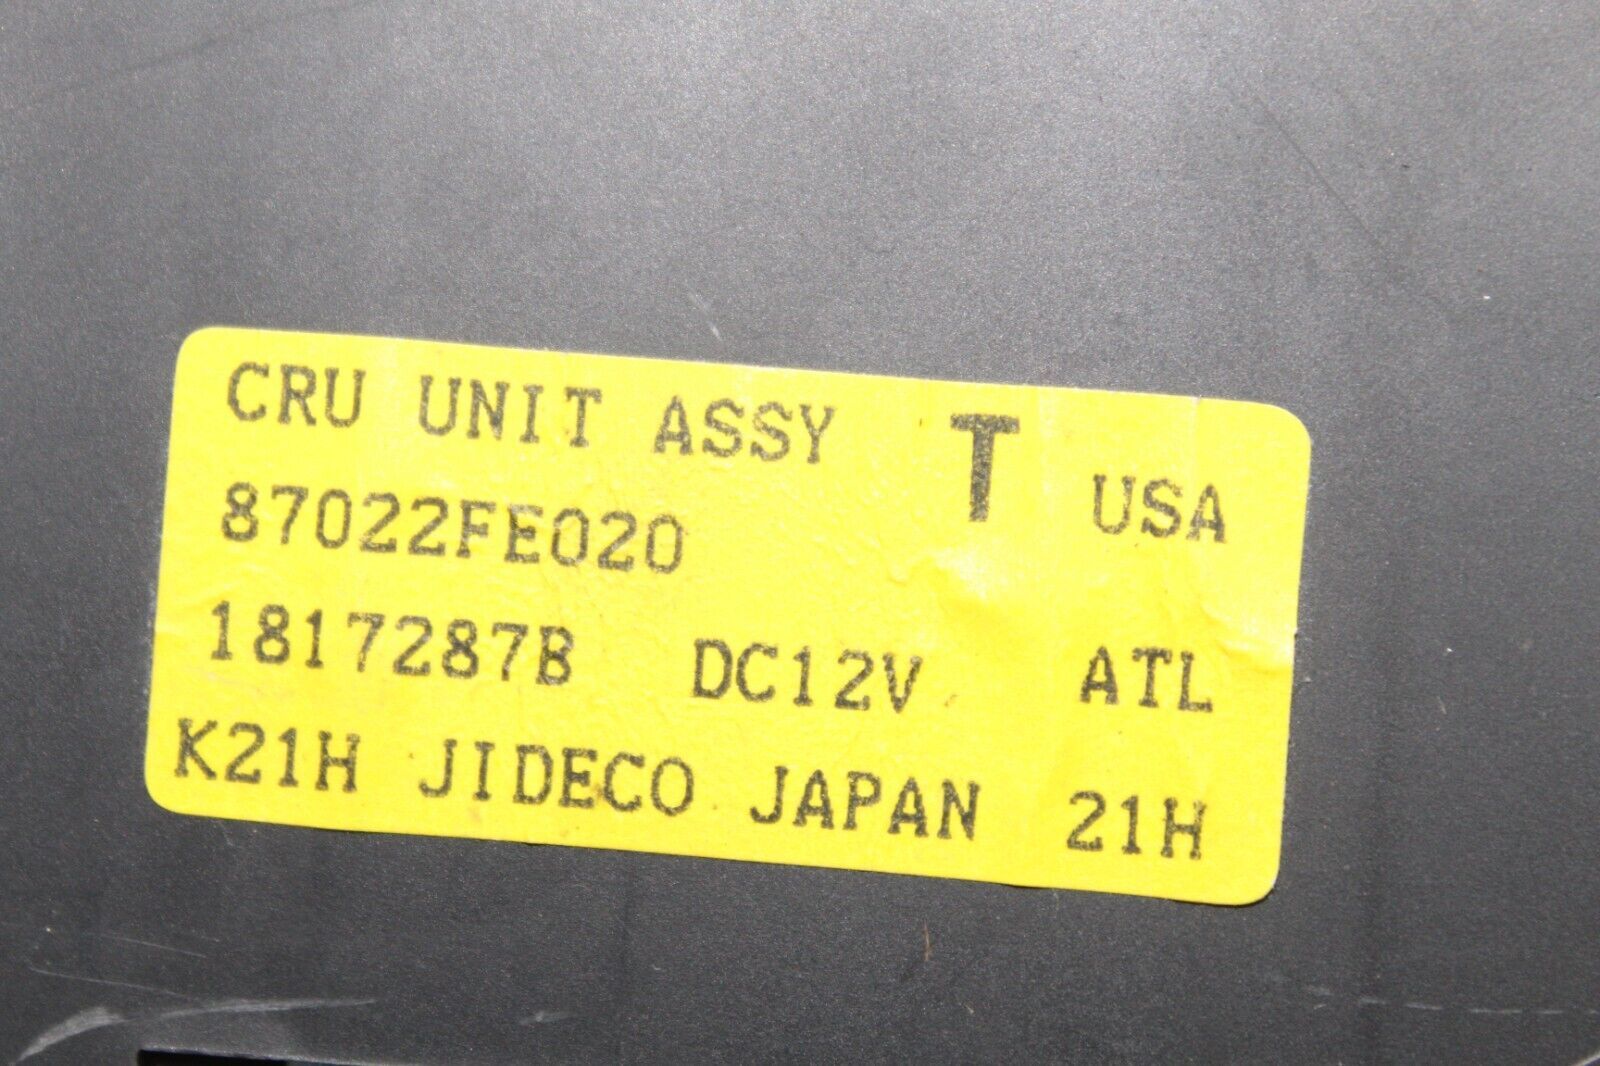 CRU UNIT ASSY T USA
87022FE020
1817287B DC12V ATL
K21H JIDECO JAPAN 21H